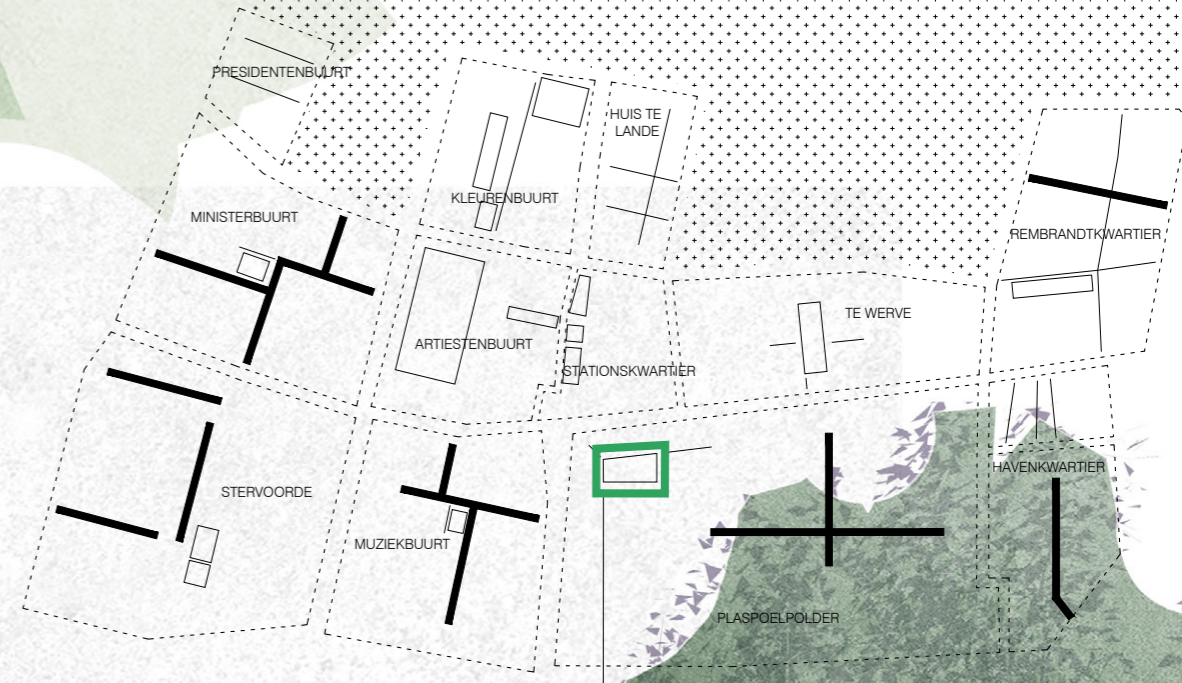 PRESIDENTENBUURT
HUIS TE
LANDE
KLEURENBUURT
MINISTERBUURT
REMBRANDTKWARTIER
TE WERVE
ARTIESTENBUURT
STATIONSKWARTIER
HAVENKWARTIER
STERVOORDE
MUZIEKBUURT
PLASPOELPOLDER